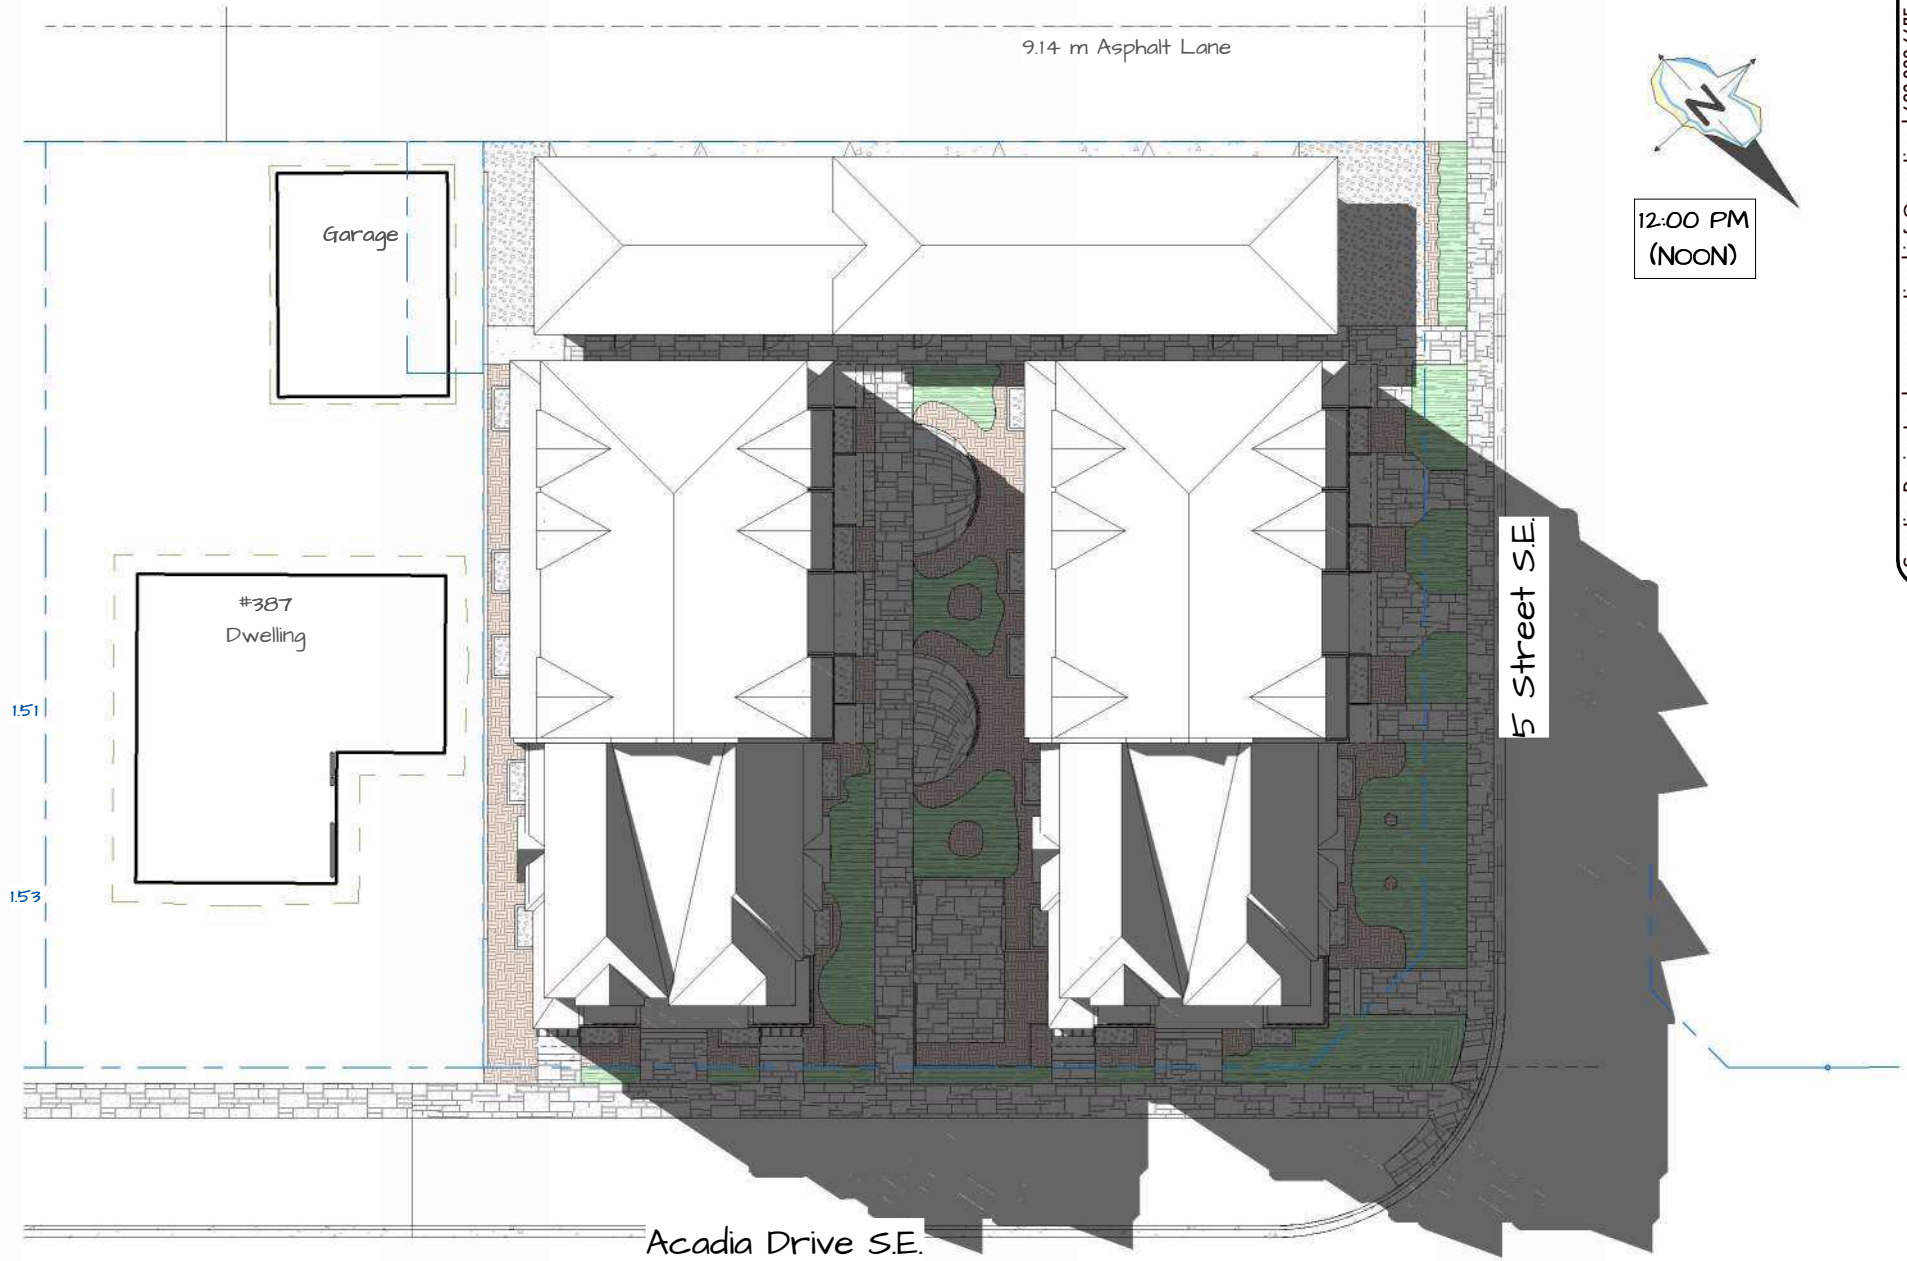 9.14 m Asphalt Lane
N
12:00 PM
(NOON)
Garage
#387
Dwelling
5 Street S.E.
1.51
1.53
Acadia Drive S.E.